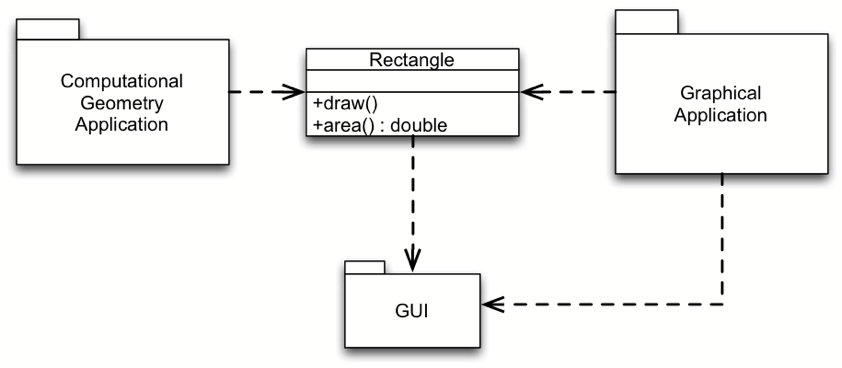 Computational
Geometry
Application
Rectangle
+draw()
+area() : double
Graphical
Application
GUI